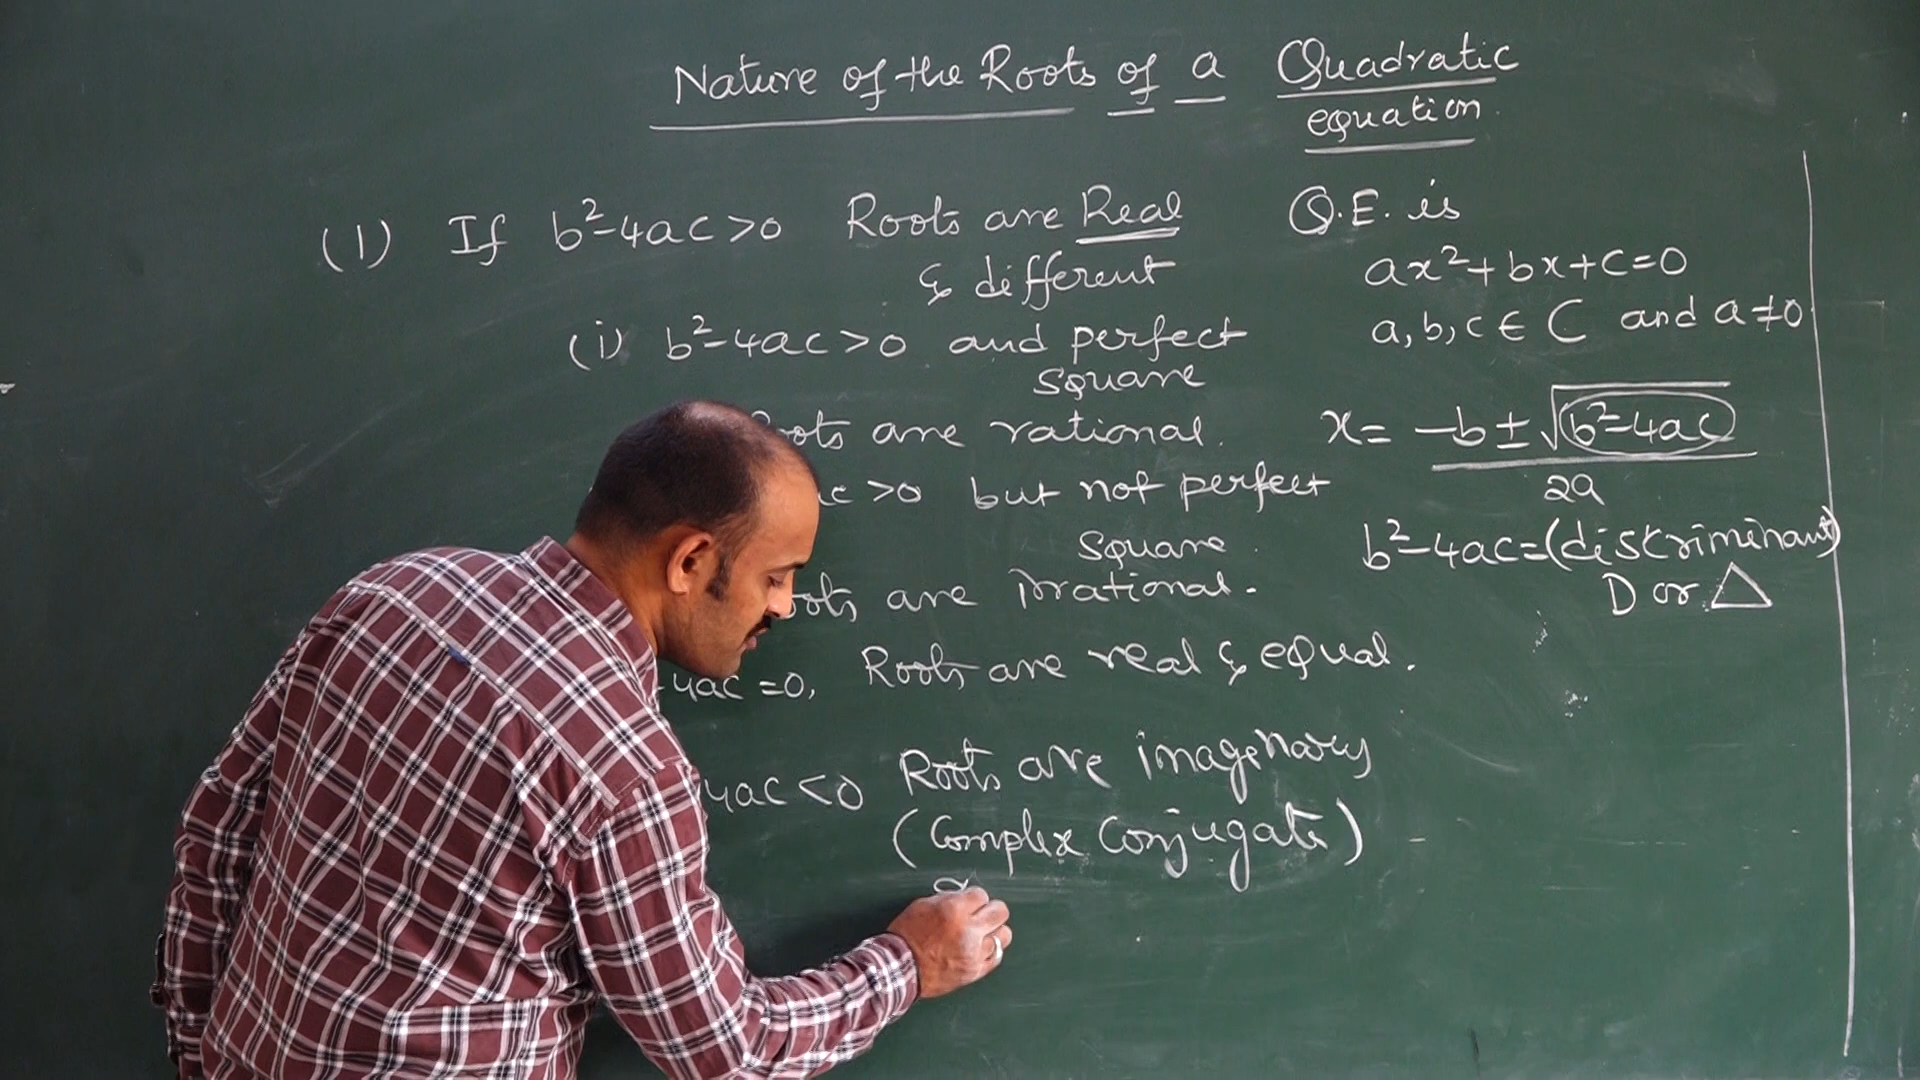 Nature of the Roots of a Quadratic
equation
(1) If b²-4ac>0 Roots are Real
& different
(i) b²-4ac>0 and perfect
square
Roots are rational.
c >0 but not perfect
square.
ots are irrational.
4ac =0, Roots are real & equal.
4ac <0 Roots are imagenary
(Complex Conjugate)
Q.E. is
ax²+bx+c=0
a, b, c ∈ C and a≠0
x= -b±√b²-4ac
2a
b²-4ac=(discriminant)
D or △